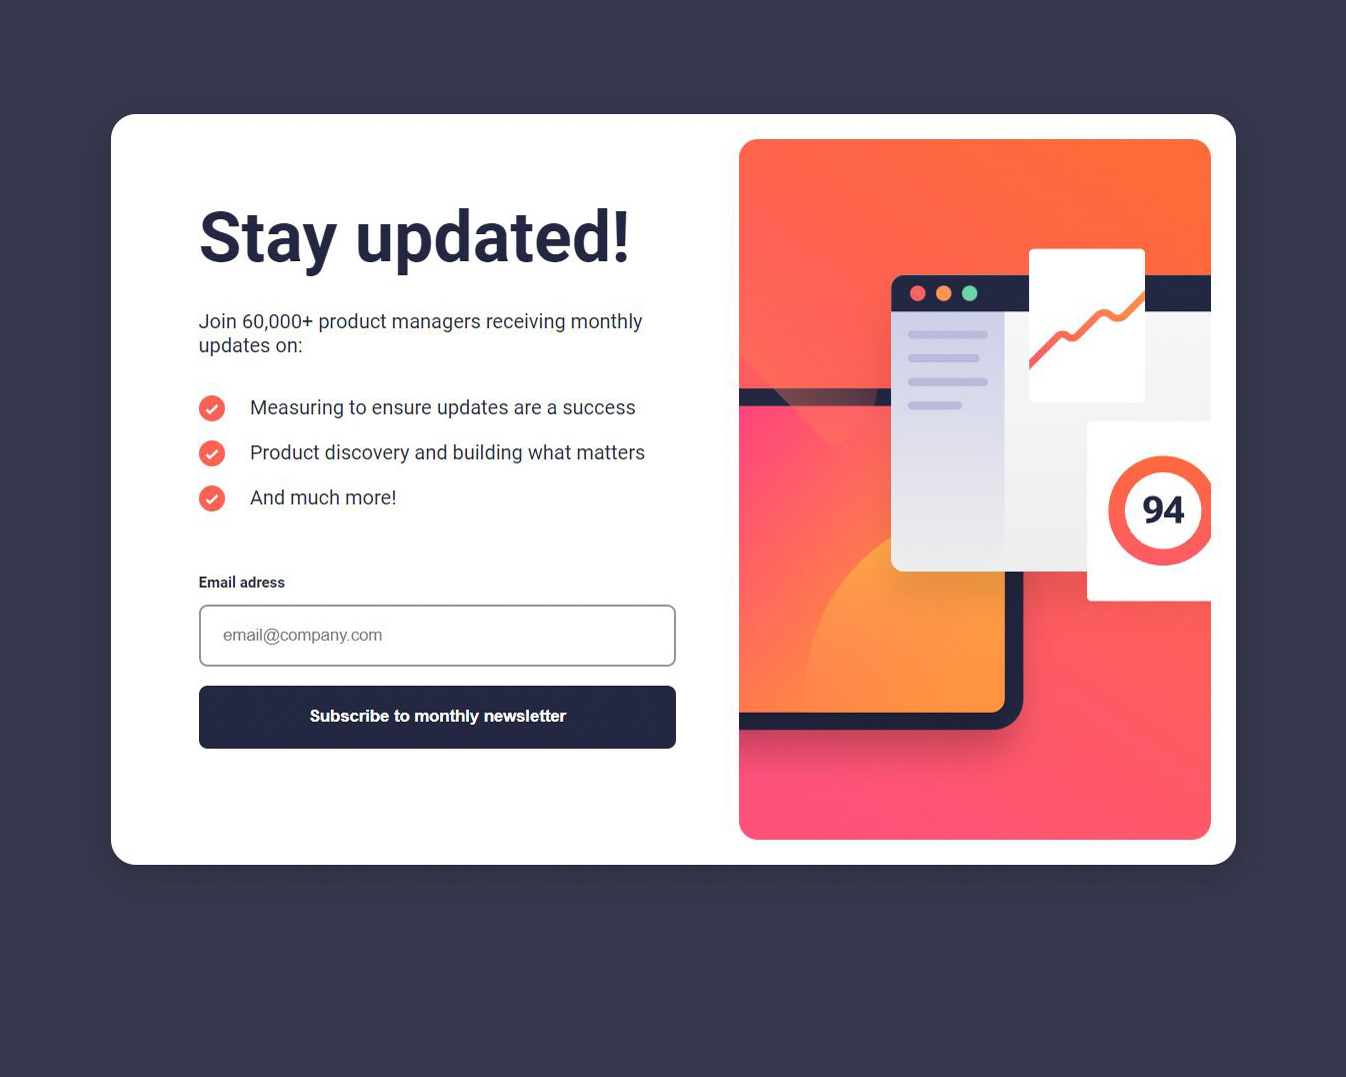 Stay updated!
Join 60,000+ product managers receiving monthly
updates on:
Measuring to ensure updates are a success
Product discovery and building what matters
And much more!
Email adress
email@company.com
Subscribe to monthly newsletter
94